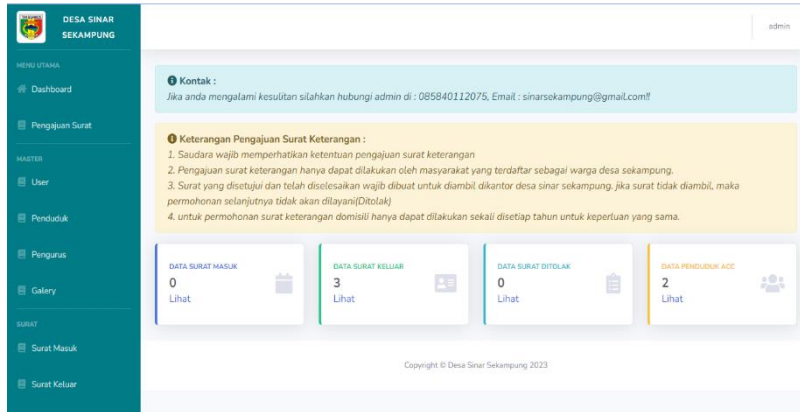 DESA SINAR
SEKAMPUNG
admin
MENU UTAMA
Dashboard
Pengajuan Surat
MASTER
User
Penduduk
Pengurus
Galery
SURAT
Surat Masuk
Surat Keluar
Kontak :
Jika anda mengalami kesulitan silahkan hubungi admin di : 085840112075, Email : sinarsekampung@gmail.com!!
Keterangan Pengajuan Surat Keterangan :
1. Saudara wajib memperhatikan ketentuan pengajuan surat keterangan
2. Pengajuan surat keterangan hanya dapat dilakukan oleh masyarakat yang terdaftar sebagai warga desa sekampung.
3. Surat yang disetujui dan telah diselesaikan wajib dibuat untuk diambil dikantor desa sinar sekampung. jika surat tidak diambil, maka
permohonan selanjutnya tidak akan dilayani(Ditolak)
4. untuk permohonan surat keterangan domisili hanya dapat dilakukan sekali disetiap tahun untuk keperluan yang sama.
DATA SURAT MASUK
0
Lihat
DATA SURAT KELUAR
3
Lihat
DATA SURAT DITOLAK
0
Lihat
DATA PENDUDUK ACC
2
Lihat
Copyright © Desa Sinar Sekampung 2023